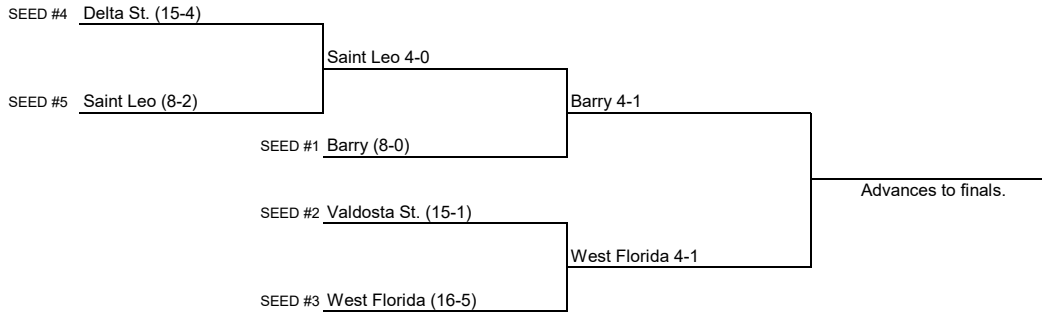 SEED #4 Delta St. (15-4)
Saint Leo 4-0
SEED #5 Saint Leo (8-2)
Barry 4-1
SEED #1 Barry (8-0)
Advances to finals.
SEED #2 Valdosta St. (15-1)
West Florida 4-1
SEED #3 West Florida (16-5)